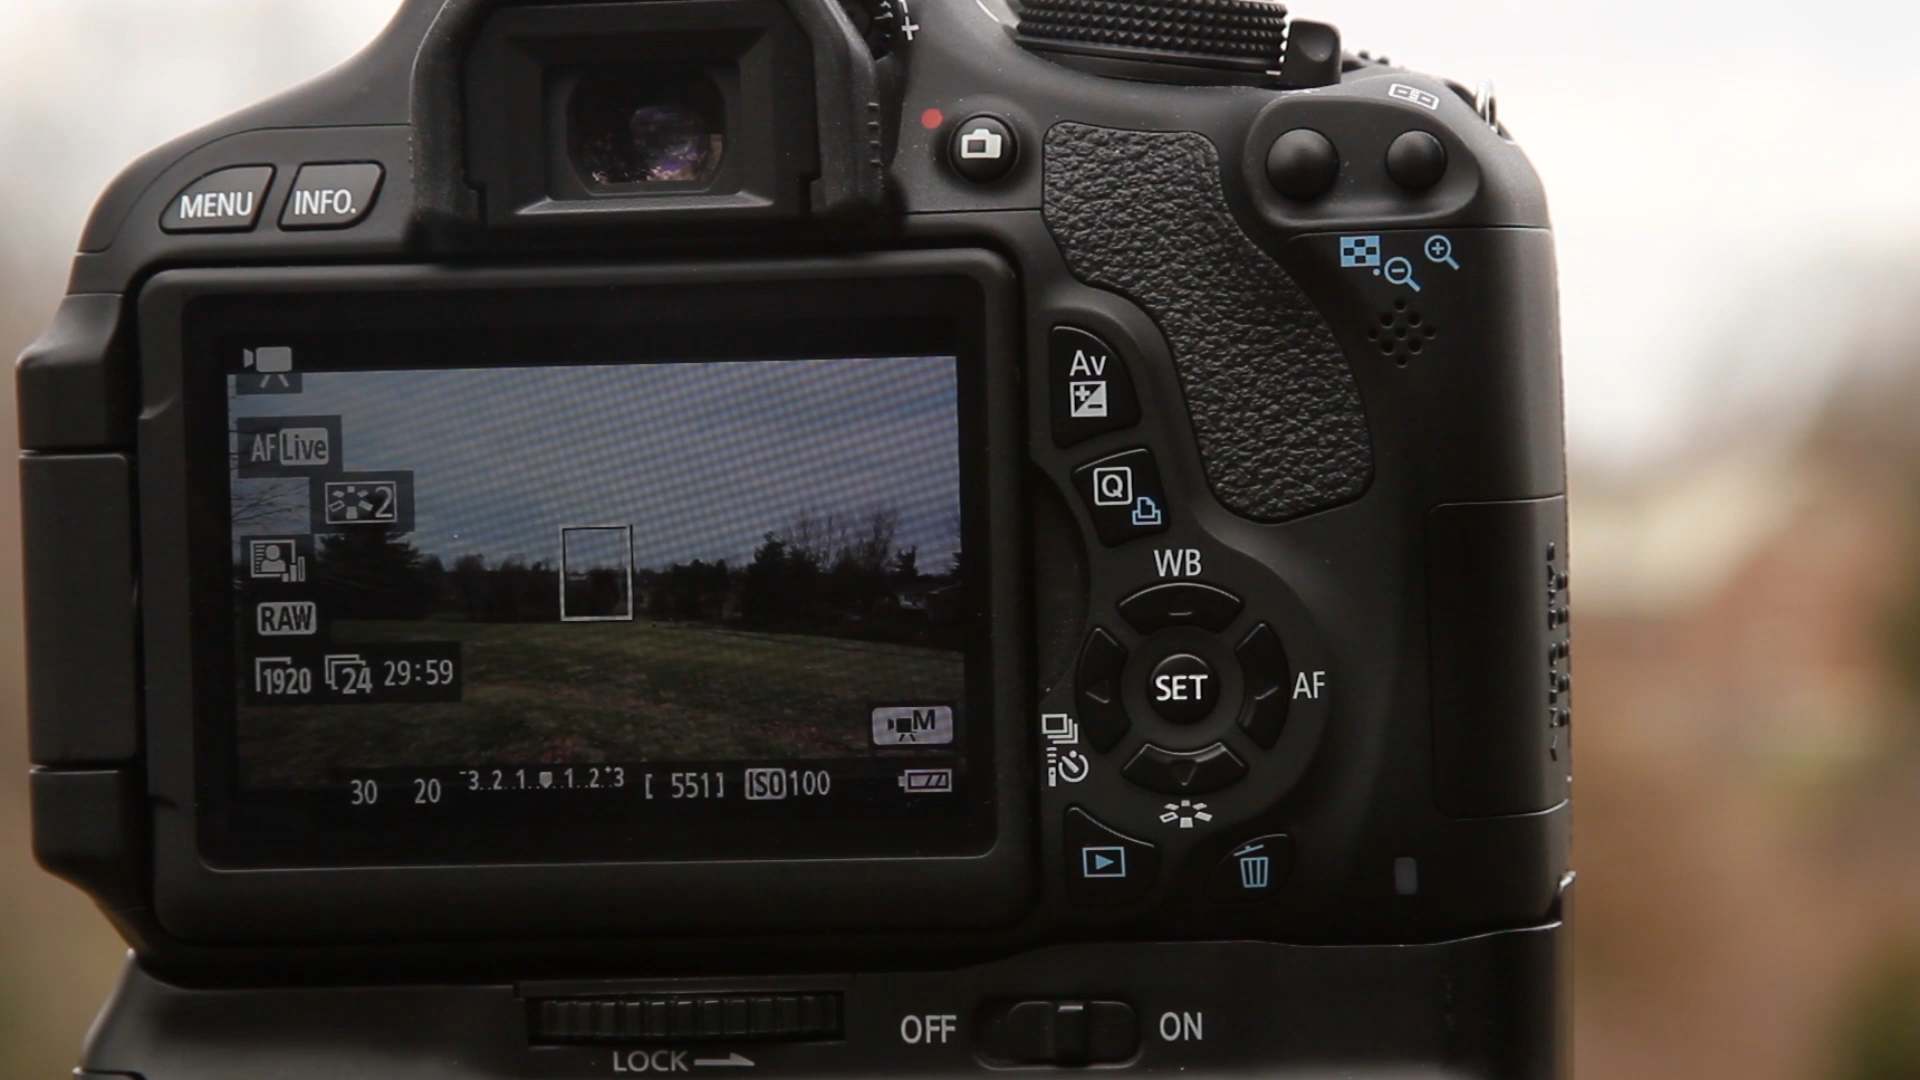 MENU INFO.
AF Live
2
RAW
1920 24 29:59
M
30 20 -3..2..1.. ..1..2..+3 [ 551] ISO 100
Av
Q
WB
SET
AF
OFF ON
LOCK